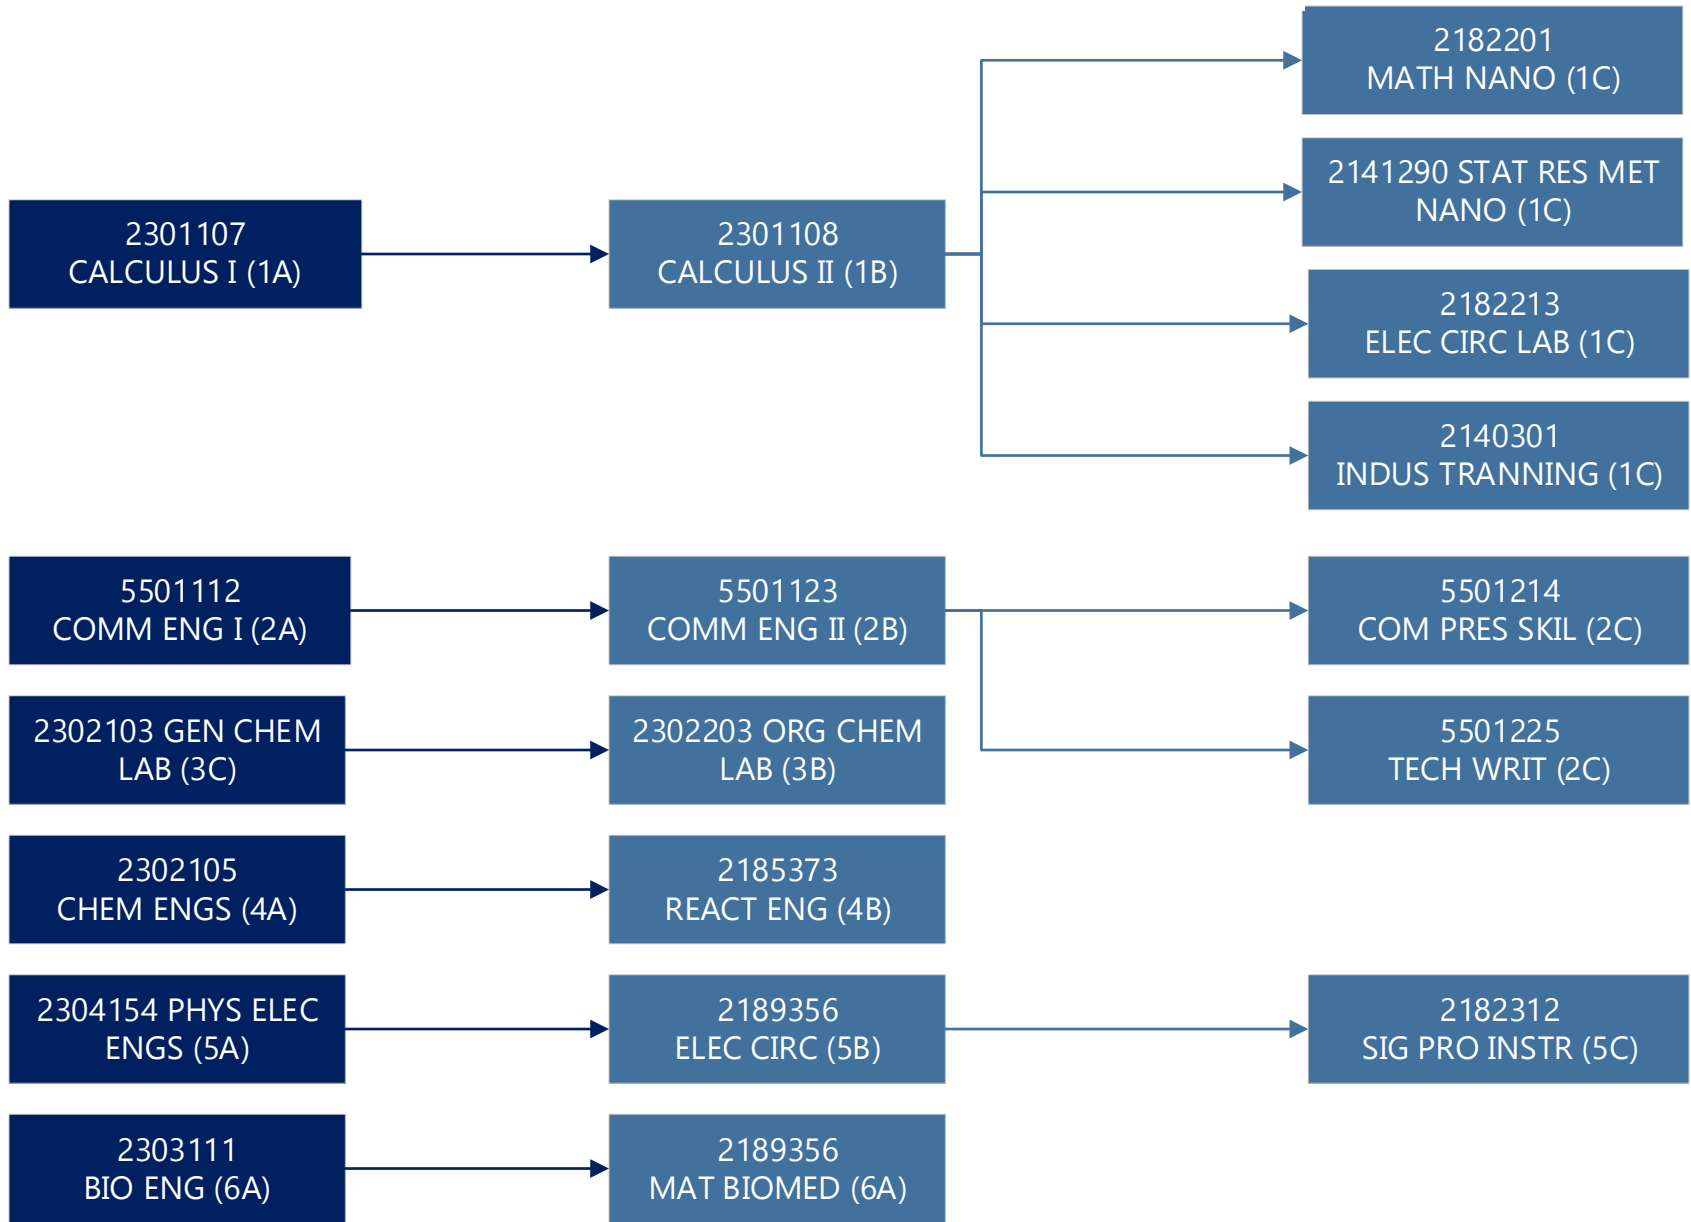 2182201
MATH NANO (1C)
2141290 STAT RES MET
NANO (1C)
2301107
CALCULUS I (1A)
2301108
CALCULUS II (1B)
2182213
ELEC CIRC LAB (1C)
2140301
INDUS TRANNING (1C)
5501112
COMM ENG I (2A)
5501123
COMM ENG II (2B)
5501214
COM PRES SKIL (2C)
2302103 GEN CHEM
LAB (3C)
2302203 ORG CHEM
LAB (3B)
5501225
TECH WRIT (2C)
2302105
CHEM ENGS (4A)
2185373
REACT ENG (4B)
2304154 PHYS ELEC
ENGS (5A)
2189356
ELEC CIRC (5B)
2182312
SIG PRO INSTR (5C)
2303111
BIO ENG (6A)
2189356
MAT BIOMED (6A)